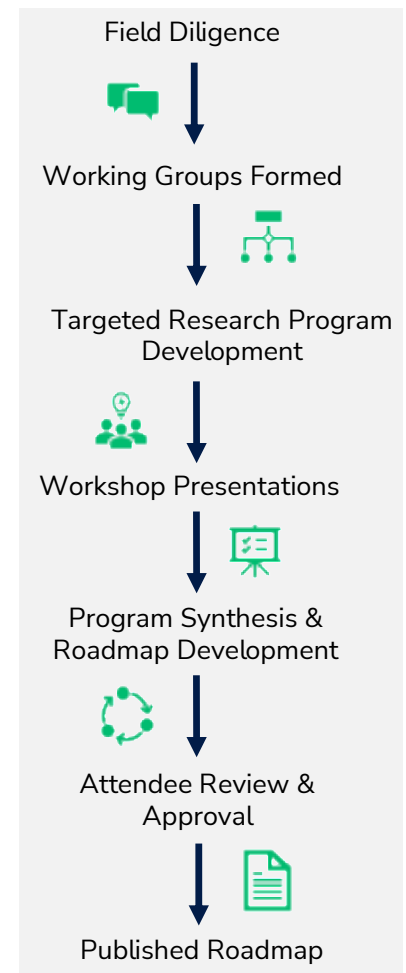 Field Diligence
Working Groups Formed
Targeted Research Program
Development
Workshop Presentations
Program Synthesis &
Roadmap Development
Attendee Review &
Approval
Published Roadmap